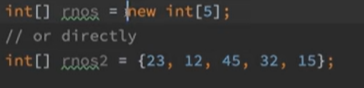 int[] rnos = new int[5];
// or directly
int[] rnos2 = {23, 12, 45, 32, 15};